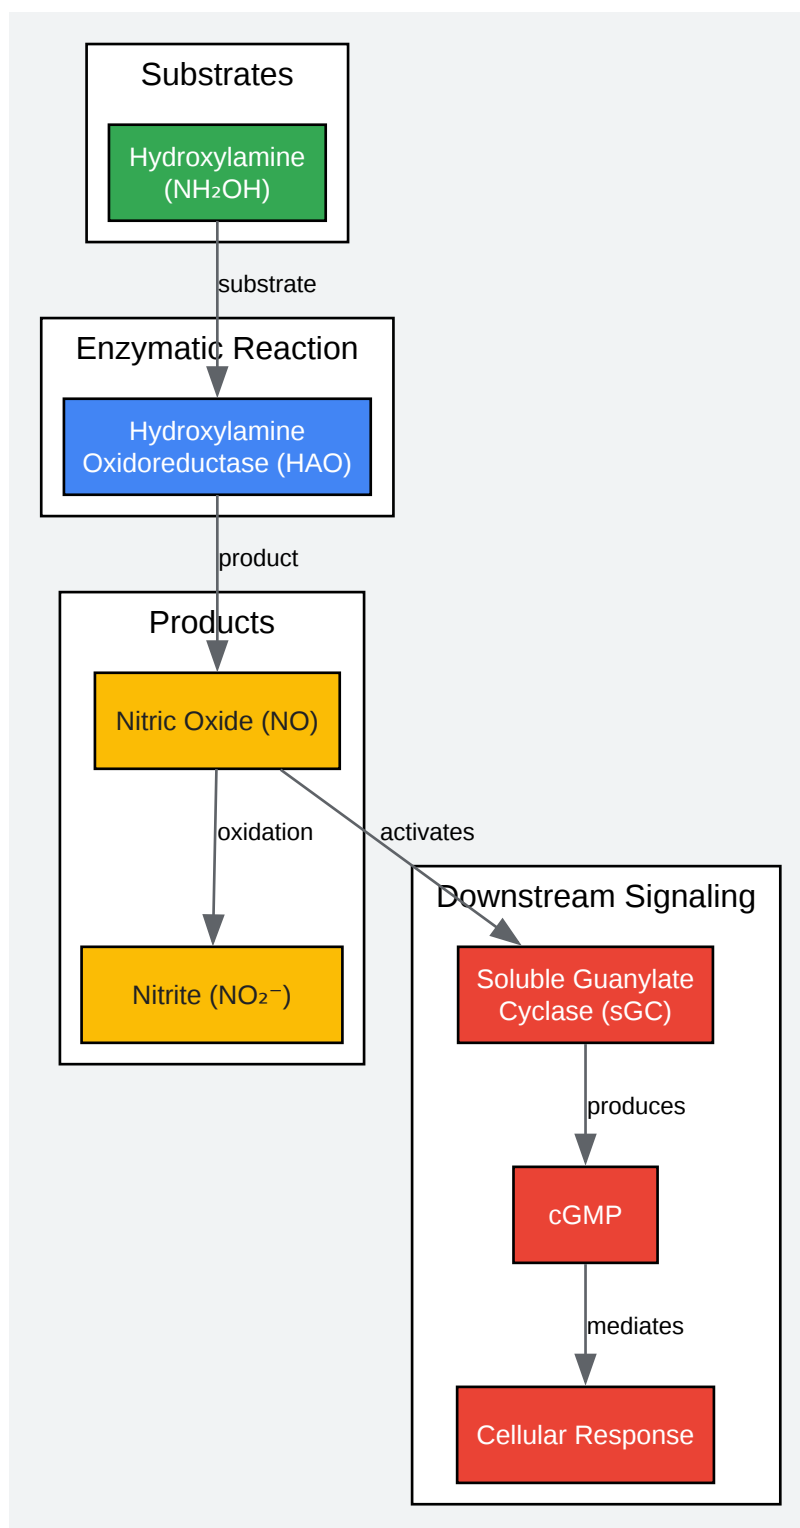 Substrates
Hydroxylamine
(NH₂OH)
substrate
Enzymatic Reaction
Hydroxylamine
Oxidoreductase (HAO)
product
Products
Nitric Oxide (NO)
oxidation
activates
Downstream Signaling
Nitrite (NO₂⁻)
Soluble Guanylate
Cyclase (sGC)
produces
cGMP
mediates
Cellular Response